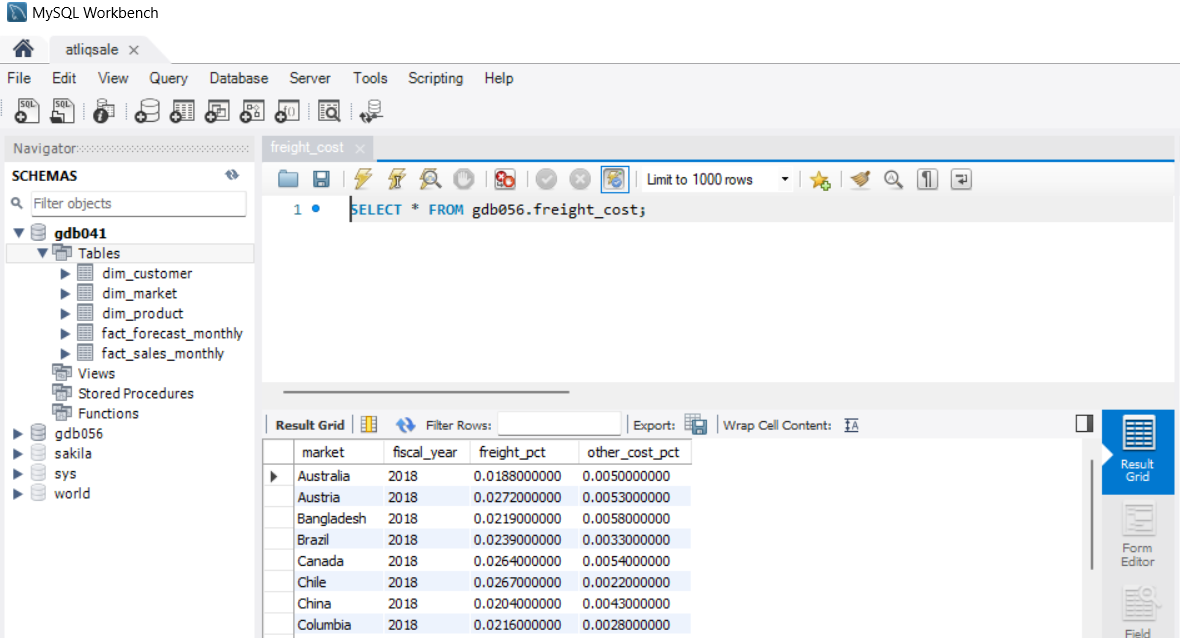 MySQL Workbench
atliqsale
File Edit View Query Database Server Tools Scripting Help
Navigator
SCHEMAS
Filter objects
gdb041
Tables
dim_customer
dim_market
dim_product
fact_forecast_monthly
fact_sales_monthly
Views
Stored Procedures
Functions
gdb056
sakila
sys
world
freight_cost
Limit to 1000 rows
1 SELECT * FROM gdb056.freight_cost;
Result Grid Filter Rows: Export: Wrap Cell Content:
market fiscal_year freight_pct other_cost_pct
Australia 2018 0.0188000000 0.0050000000
Austria 2018 0.0272000000 0.0053000000
Bangladesh 2018 0.0219000000 0.0058000000
Brazil 2018 0.0239000000 0.0033000000
Canada 2018 0.0264000000 0.0054000000
Chile 2018 0.0267000000 0.0022000000
China 2018 0.0204000000 0.0043000000
Columbia 2018 0.0216000000 0.0028000000
Result
Grid
Form
Editor
Field